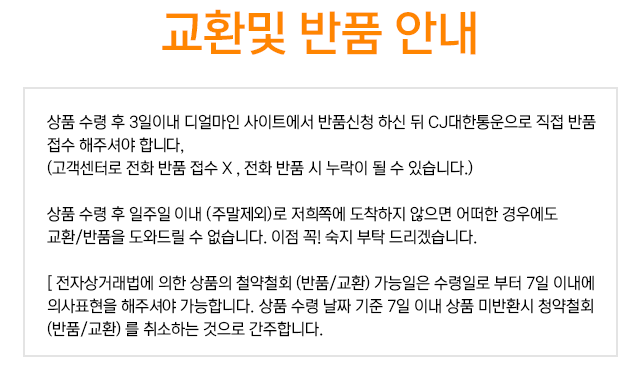 교환및 반품 안내
상품 수령 후 3일이내 디얼마인 사이트에서 반품신청 하신 뒤 CJ대한통운으로 직접 반품
접수 해주셔야 합니다,
(고객센터로 전화 반품 접수 X , 전화 반품 시 누락이 될 수 있습니다.)
상품 수령 후 일주일 이내 (주말제외)로 저희쪽에 도착하지 않으면 어떠한 경우에도
교환/반품을 도와드릴 수 없습니다. 이점 꼭! 숙지 부탁 드리겠습니다.
[ 전자상거래법에 의한 상품의 철약철회 (반품/교환) 가능일은 수령일로 부터 7일 이내에
의사표현을 해주셔야 가능합니다. 상품 수령 날짜 기준 7일 이내 상품 미반환시 청약철회
(반품/교환) 를 취소하는 것으로 간주합니다.